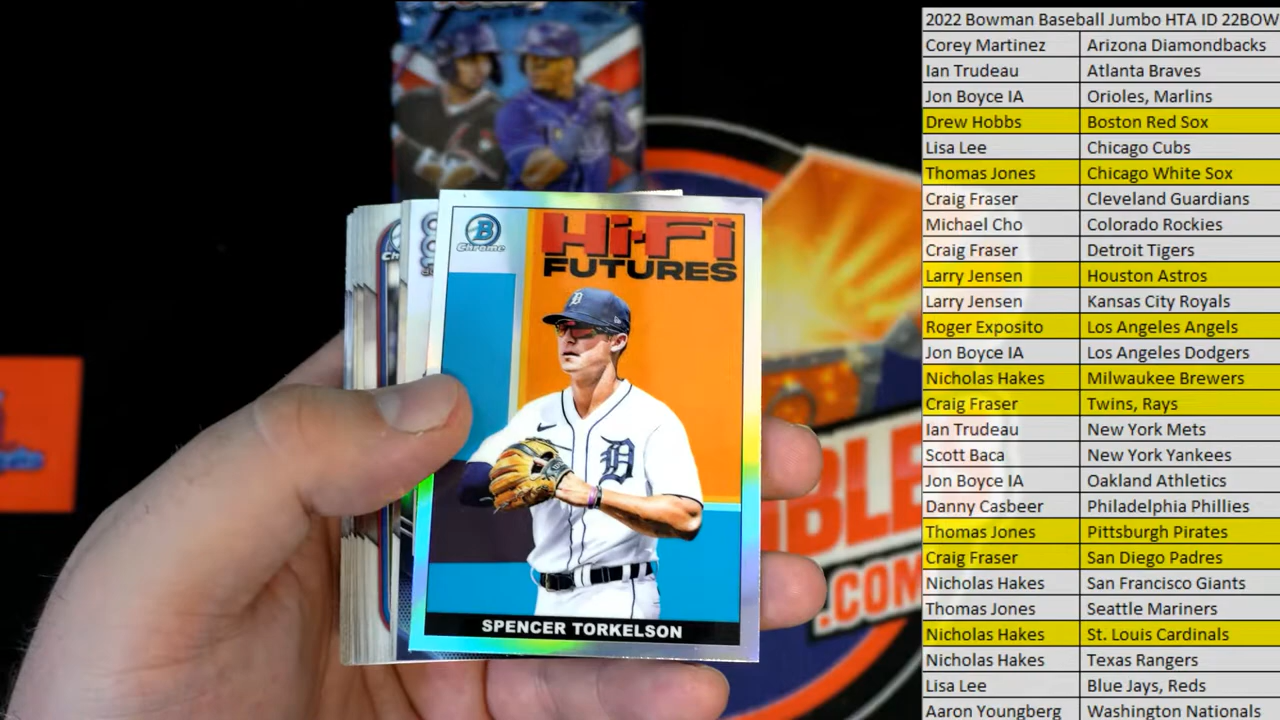 B
Chrome
Hi-Fi
FUTURES
D
D
SPENCER TORKELSON
BLE
.COM
2022 Bowman Baseball Jumbo HTA ID 22BOW
Corey Martinez Arizona Diamondbacks
Ian Trudeau Atlanta Braves
Jon Boyce IA Orioles, Marlins
Drew Hobbs Boston Red Sox
Lisa Lee Chicago Cubs
Thomas Jones Chicago White Sox
Craig Fraser Cleveland Guardians
Michael Cho Colorado Rockies
Craig Fraser Detroit Tigers
Larry Jensen Houston Astros
Larry Jensen Kansas City Royals
Roger Exposito Los Angeles Angels
Jon Boyce IA Los Angeles Dodgers
Nicholas Hakes Milwaukee Brewers
Craig Fraser Twins, Rays
Ian Trudeau New York Mets
Scott Baca New York Yankees
Jon Boyce IA Oakland Athletics
Danny Casbeer Philadelphia Phillies
Thomas Jones Pittsburgh Pirates
Craig Fraser San Diego Padres
Nicholas Hakes San Francisco Giants
Thomas Jones Seattle Mariners
Nicholas Hakes St. Louis Cardinals
Nicholas Hakes Texas Rangers
Lisa Lee Blue Jays, Reds
Aaron Youngberg Washington Nationals